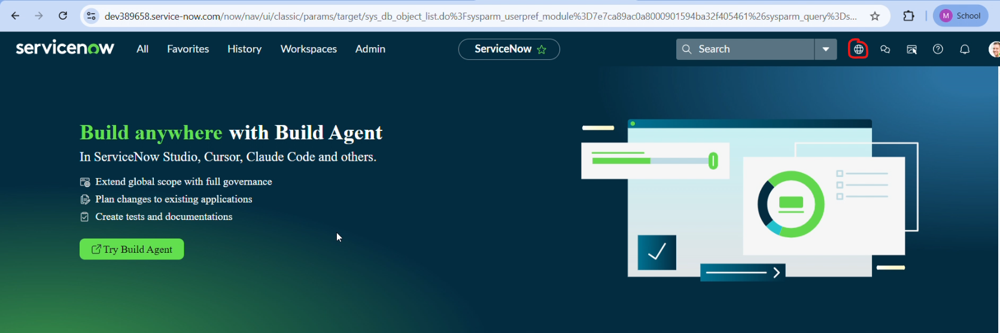 dev389658.service-now.com/now/nav/ui/classic/params/target/sys_db_object_list.do%3Fsysparm_userpref_module%3D7e7ca89ac0a8000901594ba32f405461%26sysparm_query%3Ds...
M School
servicenow All Favorites History Workspaces Admin ServiceNow Search
Build anywhere with Build Agent
In ServiceNow Studio, Cursor, Claude Code and others.
Extend global scope with full governance
Plan changes to existing applications
Create tests and documentations
Try Build Agent